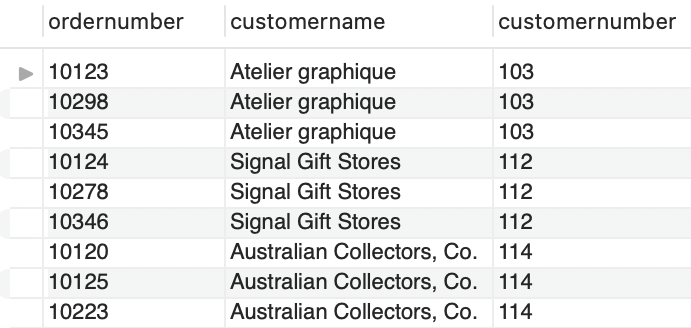 ordernumber customername customernumber
10123 Atelier graphique 103
10298 Atelier graphique 103
10345 Atelier graphique 103
10124 Signal Gift Stores 112
10278 Signal Gift Stores 112
10346 Signal Gift Stores 112
10120 Australian Collectors, Co. 114
10125 Australian Collectors, Co. 114
10223 Australian Collectors, Co. 114